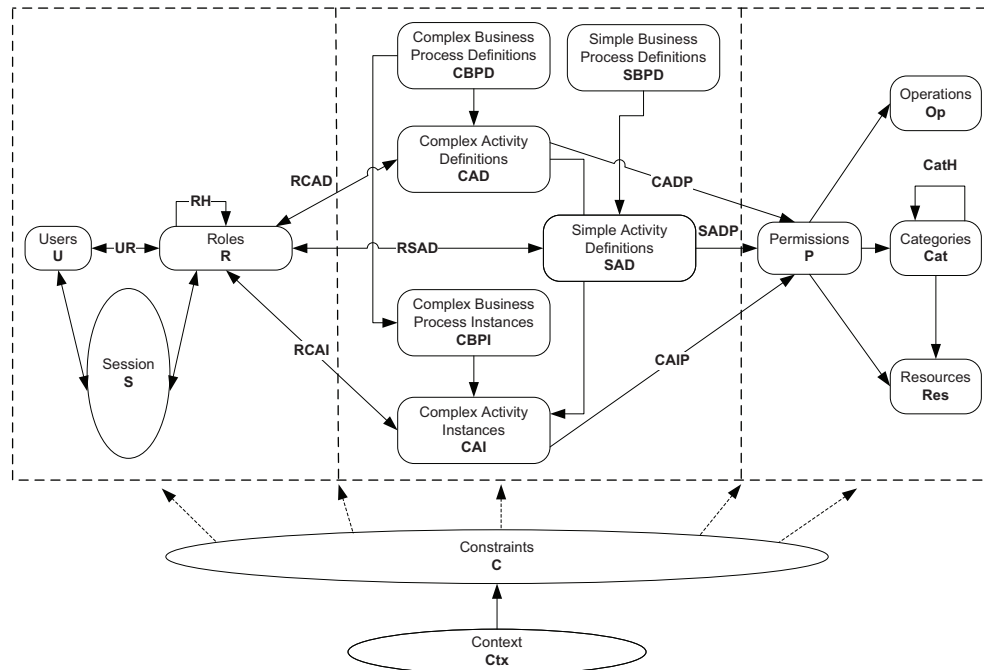 Complex Business
Process Definitions
CBPD
Simple Business
Process Definitions
SBPD
Operations
Op
Complex Activity
Definitions
CAD
RCAD
CADP
CatH
RH
Users
U
UR
Roles
R
RSAD
Simple Activity
Definitions
SAD
SADP
Permissions
P
Categories
Cat
Complex Business
Process Instances
CBPI
RCAI
CAIP
Session
S
Resources
Res
Complex Activity
Instances
CAI
Constraints
C
Context
Ctx